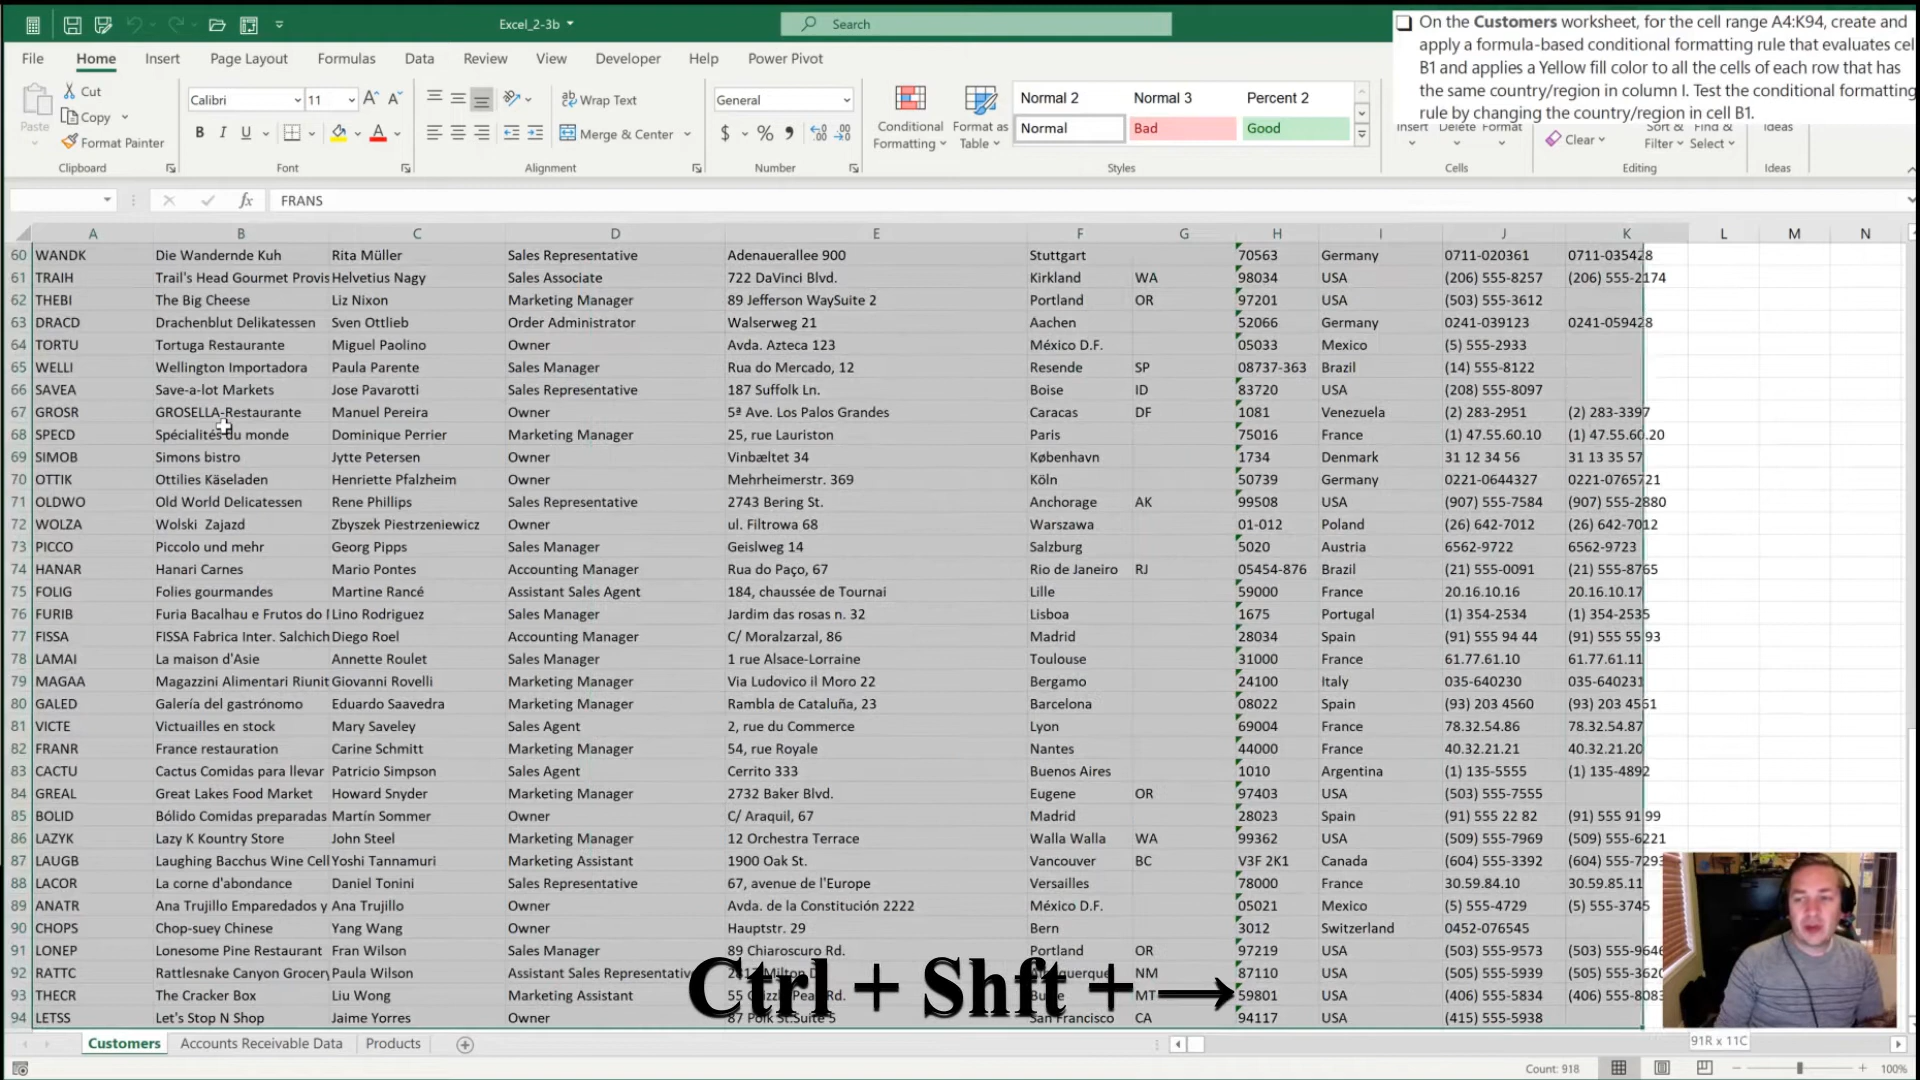 Excel_2-3b
Search
On the Customers worksheet, for the cell range A4:K94, create and
apply a formula-based conditional formatting rule that evaluates cel
B1 and applies a Yellow fill color to all the cells of each row that has
the same country/region in column I. Test the conditional formatting
rule by changing the country/region in cell B1.
File Home Insert Page Layout Formulas Data Review View Developer Help Power Pivot
Paste Cut Copy Format Painter
Clipboard
Calibri 11
B I U A
Font
ab Wrap Text
Merge & Center
Alignment
General
$ % ,
Number
Conditional Formatting
Format as Table
Normal 2 Normal 3 Percent 2
Normal Bad Good
Styles
Insert Delete Format
Cells
Clear
Sort & Filter Find & Select
Editing
Ideas
Ideas
fx FRANS
A B C D E F G H I J K L M N
60 WANDK Die Wandernde Kuh Rita Müller Sales Representative Adenauerallee 900 Stuttgart 70563 Germany 0711-020361 0711-035428
61 TRAIH Trail's Head Gourmet Provis Helvetius Nagy Sales Associate 722 DaVinci Blvd. Kirkland WA 98034 USA (206) 555-8257 (206) 555-2174
62 THEBI The Big Cheese Liz Nixon Marketing Manager 89 Jefferson WaySuite 2 Portland OR 97201 USA (503) 555-3612
63 DRACD Drachenblut Delikatessen Sven Ottlieb Order Administrator Walserweg 21 Aachen 52066 Germany 0241-039123 0241-059428
64 TORTU Tortuga Restaurante Miguel Paolino Owner Avda. Azteca 123 México D.F. 05033 Mexico (5) 555-2933
65 WELLI Wellington Importadora Paula Parente Sales Manager Rua do Mercado, 12 Resende SP 08737-363 Brazil (14) 555-8122
66 SAVEA Save-a-lot Markets Jose Pavarotti Sales Representative 187 Suffolk Ln. Boise ID 83720 USA (208) 555-8097
67 GROSR GROSELLA-Restaurante Manuel Pereira Owner 5ª Ave. Los Palos Grandes Caracas DF 1081 Venezuela (2) 283-2951 (2) 283-3397
68 SPECD Spécialités du monde Dominique Perrier Marketing Manager 25, rue Lauriston Paris 75016 France (1) 47.55.60.10 (1) 47.55.60.20
69 SIMOB Simons bistro Jytte Petersen Owner Vinbæltet 34 København 1734 Denmark 31 12 34 56 31 13 35 57
70 OTTIK Ottilies Käseladen Henriette Pfalzheim Owner Mehrheimerstr. 369 Köln 50739 Germany 0221-0644327 0221-0765721
71 OLDWO Old World Delicatessen Rene Phillips Sales Representative 2743 Bering St. Anchorage AK 99508 USA (907) 555-7584 (907) 555-2880
72 WOLZA Wolski Zajazd Zbyszek Piestrzeniewicz Owner ul. Filtrowa 68 Warszawa 01-012 Poland (26) 642-7012 (26) 642-7012
73 PICCO Piccolo und mehr Georg Pipps Sales Manager Geislweg 14 Salzburg 5020 Austria 6562-9722 6562-9723
74 HANAR Hanari Carnes Mario Pontes Accounting Manager Rua do Paço, 67 Rio de Janeiro RJ 05454-876 Brazil (21) 555-0091 (21) 555-8765
75 FOLIG Folies gourmandes Martine Rancé Assistant Sales Agent 184, chaussée de Tournai Lille 59000 France 20.16.10.16 20.16.10.17
76 FURIB Furia Bacalhau e Frutos do Lino Rodriguez Sales Manager Jardim das rosas n. 32 Lisboa 1675 Portugal (1) 354-2534 (1) 354-2535
77 FISSA FISSA Fabrica Inter. Salchich Diego Roel Accounting Manager C/ Moralzarzal, 86 Madrid 28034 Spain (91) 555 94 44 (91) 555 55 93
78 LAMAI La maison d'Asie Annette Roulet Sales Manager 1 rue Alsace-Lorraine Toulouse 31000 France 61.77.61.10 61.77.61.11
79 MAGAA Magazzini Alimentari Riunit Giovanni Rovelli Marketing Manager Via Ludovico il Moro 22 Bergamo 24100 Italy 035-640230 035-640231
80 GALED Galería del gastrónomo Eduardo Saavedra Marketing Manager Rambla de Cataluña, 23 Barcelona 08022 Spain (93) 203 4560 (93) 203 4561
81 VICTE Victuailles en stock Mary Saveley Sales Agent 2, rue du Commerce Lyon 69004 France 78.32.54.86 78.32.54.87
82 FRANR France restauration Carine Schmitt Marketing Manager 54, rue Royale Nantes 44000 France 40.32.21.21 40.32.21.20
83 CACTU Cactus Comidas para llevar Patricio Simpson Sales Agent Cerrito 333 Buenos Aires 1010 Argentina (1) 135-5555 (1) 135-4892
84 GREAL Great Lakes Food Market Howard Snyder Marketing Manager 2732 Baker Blvd. Eugene OR 97403 USA (503) 555-7555
85 BOLID Bólido Comidas preparadas Martín Sommer Owner C/ Araquil, 67 Madrid 28023 Spain (91) 555 22 82 (91) 555 91 99
86 LAZYK Lazy K Kountry Store John Steel Marketing Manager 12 Orchestra Terrace Walla Walla WA 99362 USA (509) 555-7969 (509) 555-6221
87 LAUGB Laughing Bacchus Wine Cell Yoshi Tannamuri Marketing Assistant 1900 Oak St. Vancouver BC V3F 2K1 Canada (604) 555-3392 (604) 555-7293
88 LACOR La corne d'abondance Daniel Tonini Sales Representative 67, avenue de l'Europe Versailles 78000 France 30.59.84.10 30.59.85.11
89 ANATR Ana Trujillo Emparedados y Ana Trujillo Owner Avda. de la Constitución 2222 México D.F. 05021 Mexico (5) 555-4729 (5) 555-3745
90 CHOPS Chop-suey Chinese Yang Wang Owner Hauptstr. 29 Bern 3012 Switzerland 0452-076545
91 LONEP Lonesome Pine Restaurant Fran Wilson Sales Manager 89 Chiaroscuro Rd. Portland OR 97219 USA (503) 555-9573 (503) 555-9646
92 RATTC Rattlesnake Canyon Grocery Paula Wilson Assistant Sales Representative NM 87110 USA (505) 555-5939 (505) 555-3620
93 THECR The Cracker Box Liu Wong Marketing Assistant 55 Rd. MT 59801 USA (406) 555-5834 (406) 555-8083
94 LETSS Let's Stop N Shop Jaime Yorres Owner 87 Polk St.Suite 5 San Francisco CA 94117 USA (415) 555-5938
Ctrl + Shft + →
Customers Accounts Receivable Data Products
91R x 11C
Count: 918 100%